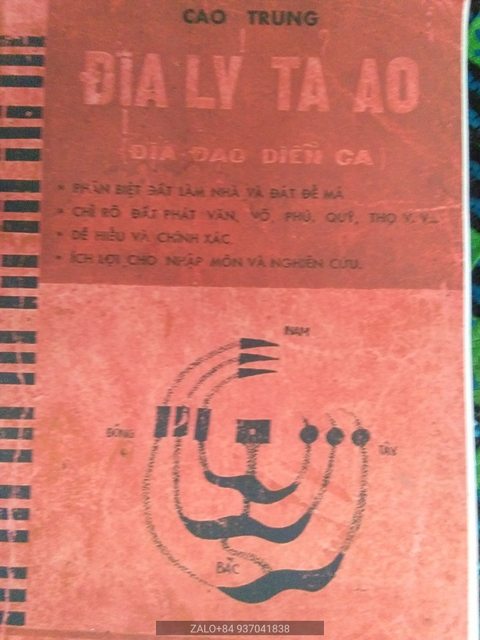 CAO TRUNG
ĐỊA LÝ TẢ AO
(ĐỊA ĐẠO DIỄN CA)
* PHÂN BIỆT ĐẤT LÀM NHÀ VÀ ĐẤT ĐỂ MẢ
* CHỈ RÕ ĐẤT PHÁT VĂN, VÕ, PHÚ, QUÝ, THỌ V. V...
* DỄ HIỂU VÀ CHÍNH XÁC.
* ÍCH LỢI CHO NHẬP MÔN VÀ NGHIÊN CỨU.
NAM
ĐÔNG
TÂY
BẮC
ZALO+84 937041838